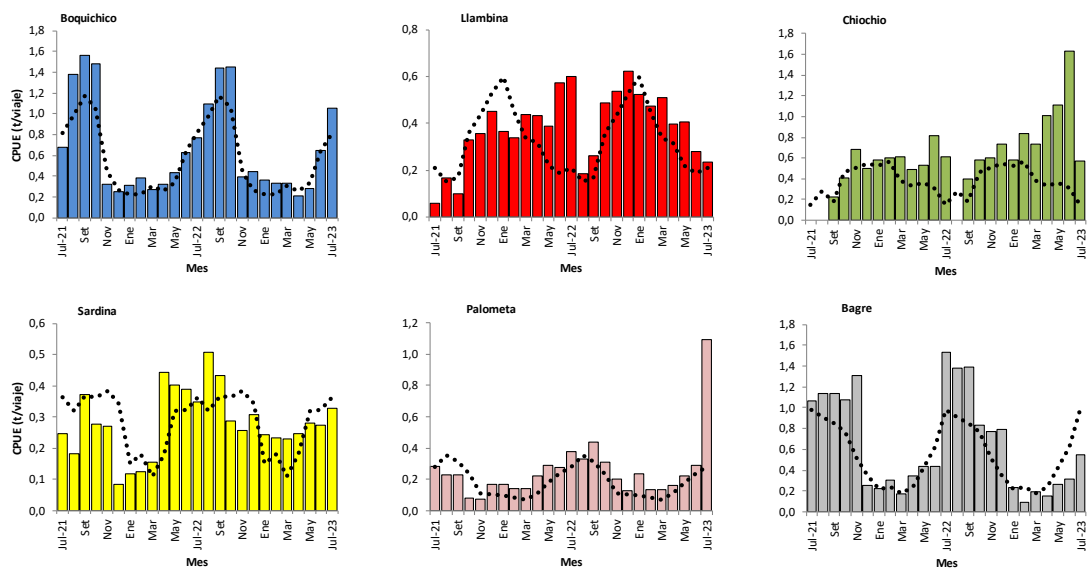 Boquichico
CPUE (t/viaje)
1,8
1,6
1,4
1,2
1,0
0,8
0,6
0,4
0,2
0,0
Jul-21
Set
Nov
Ene
Mar
May
Jul-22
Set
Nov
Ene
Mar
May
Jul-23
Mes
Llambina
0,8
0,6
0,4
0,2
0,0
Jul-21
Set
Nov
Ene
Mar
May
Jul-22
Set
Nov
Ene
Mar
May
Jul-23
Mes
Chiochio
1,8
1,6
1,4
1,2
1,0
0,8
0,6
0,4
0,2
0,0
Jul-21
Set
Nov
Ene
Mar
May
Jul-22
Set
Nov
Ene
Mar
May
Jul-23
Mes
Sardina
CPUE (t/viaje)
0,6
0,5
0,4
0,3
0,2
0,1
0,0
Jul-21
Set
Nov
Ene
Mar
May
Jul-22
Set
Nov
Ene
Mar
May
Jul-23
Mes
Palometa
1,2
1,0
0,8
0,6
0,4
0,2
0,0
Jul-21
Set
Nov
Ene
Mar
May
Jul-22
Set
Nov
Ene
Mar
May
Jul-23
Mes
Bagre
1,8
1,6
1,4
1,2
1,0
0,8
0,6
0,4
0,2
0,0
Jul-21
Set
Nov
Ene
Mar
May
Jul-22
Set
Nov
Ene
Mar
May
Jul-23
Mes